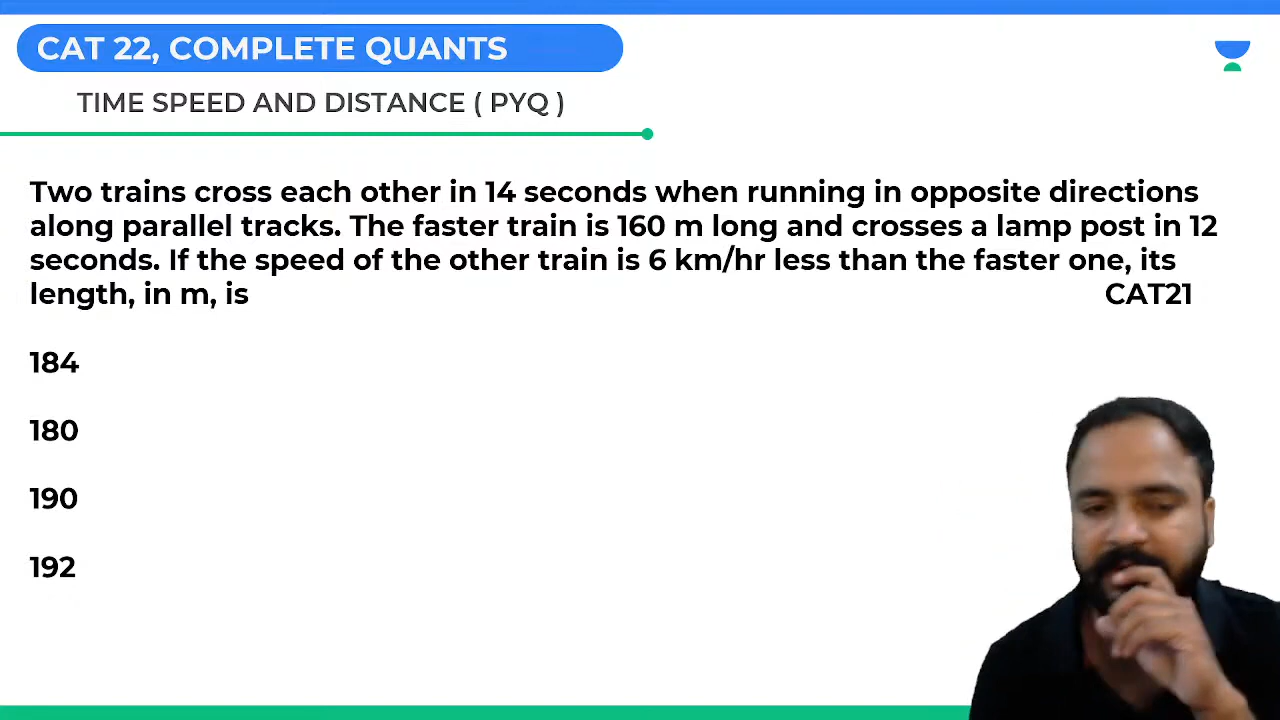 CAT 22, COMPLETE QUANTS
TIME SPEED AND DISTANCE ( PYQ )
Two trains cross each other in 14 seconds when running in opposite directions
along parallel tracks. The faster train is 160 m long and crosses a lamp post in 12
seconds. If the speed of the other train is 6 km/hr less than the faster one, its
length, in m, is CAT21
184
180
190
192